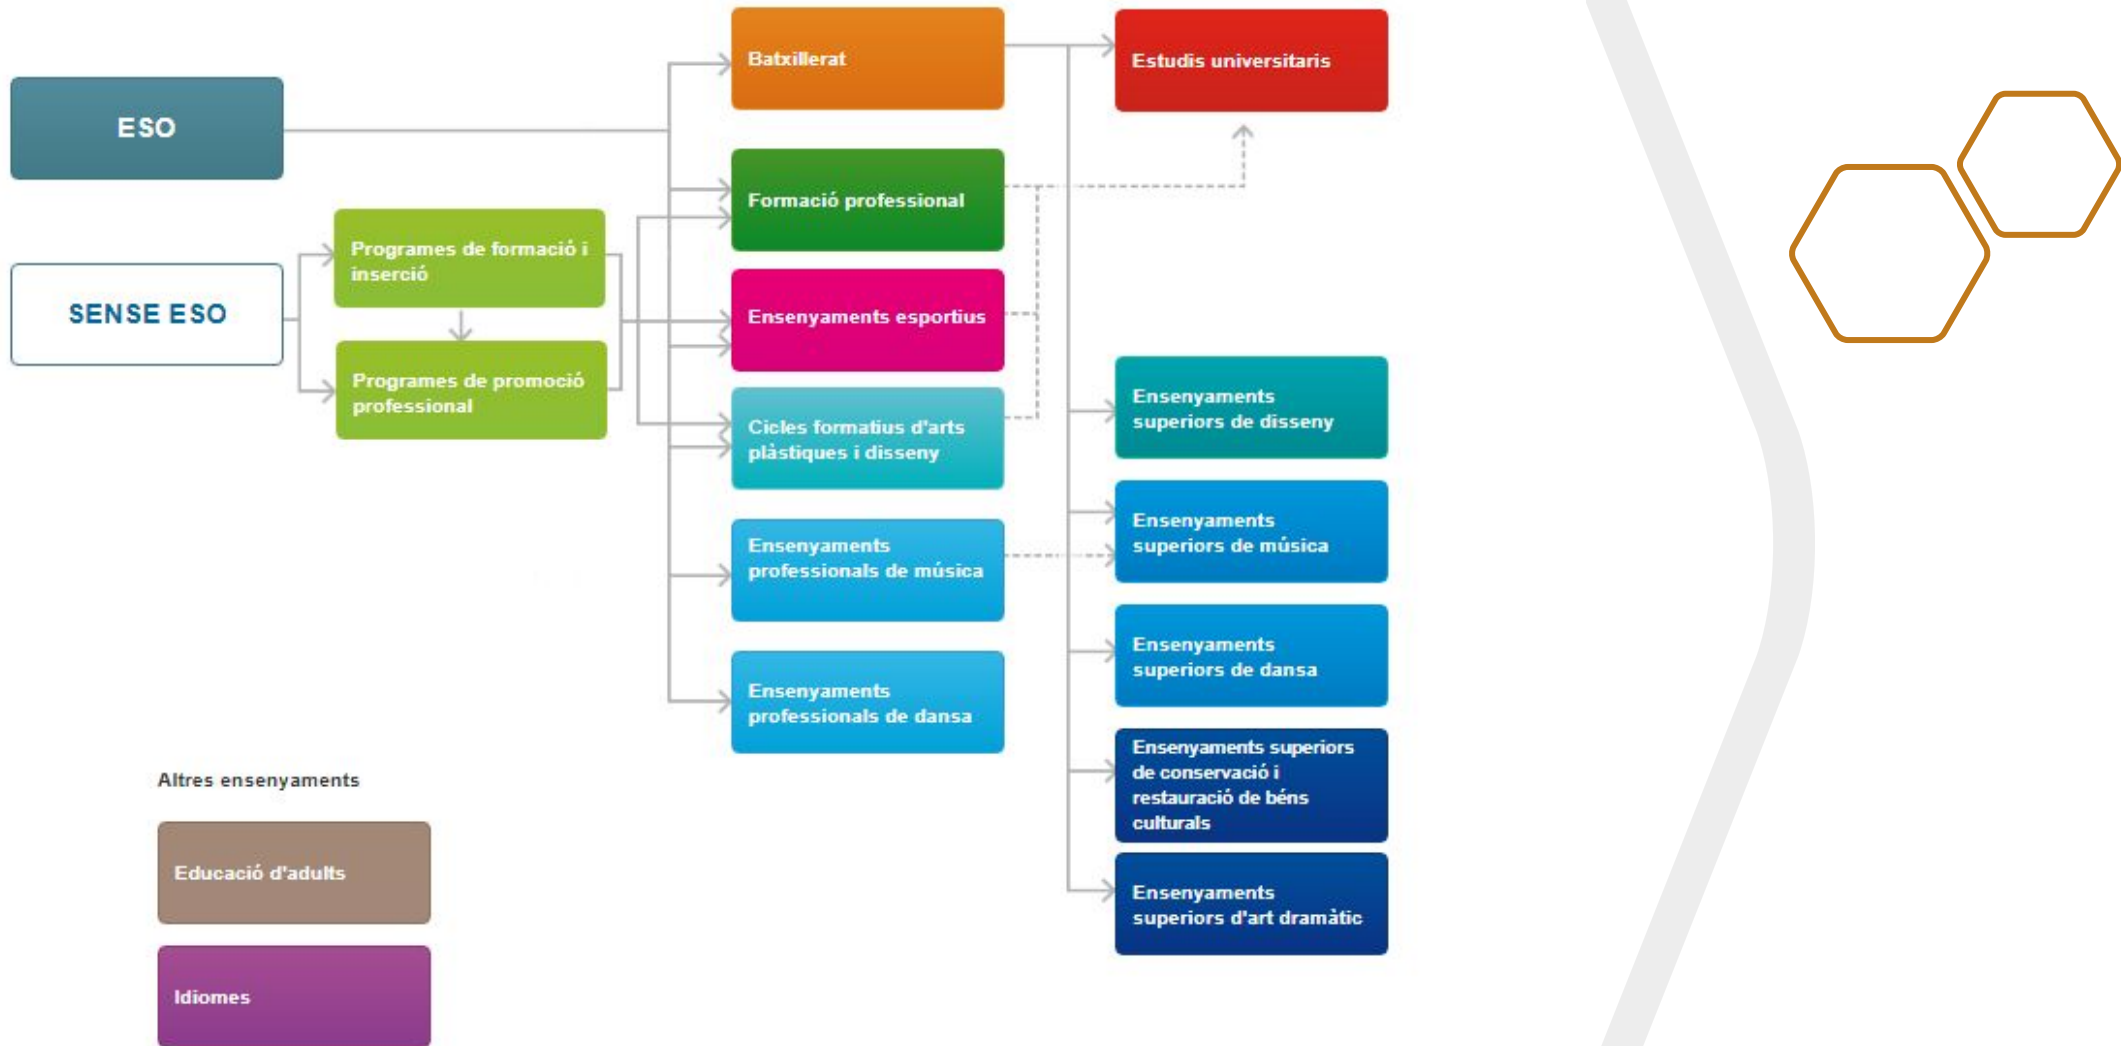 ESO
SENSE ESO
Programes de formació i
inserció
Programes de promoció
professional
Batxillerat
Formació professional
Ensenyaments esportius
Cicles formatius d'arts
plàstiques i disseny
Ensenyaments
professionals de música
Ensenyaments
professionals de dansa
Estudis universitaris
Ensenyaments
superiors de disseny
Ensenyaments
superiors de música
Ensenyaments
superiors de dansa
Ensenyaments superiors
de conservació i
restauració de béns
culturals
Ensenyaments
superiors d'art dramàtic
Altres ensenyaments
Educació d'adults
Idiomes